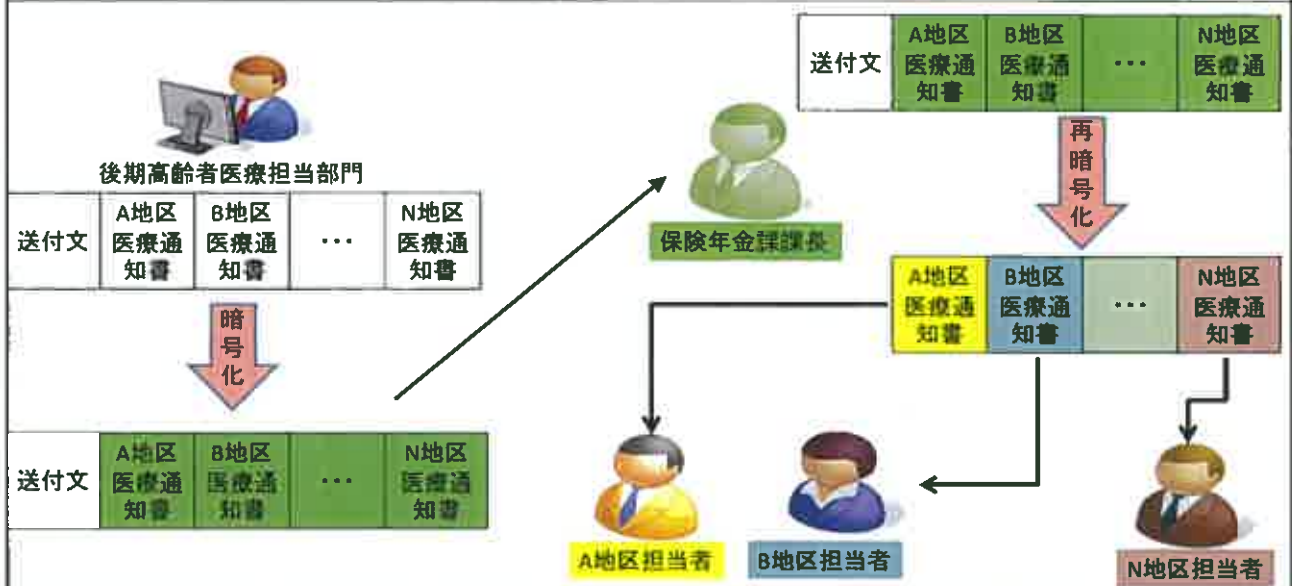 後期高齢者医療担当部門
送付文
A地区
医療通
知書
B地区
医療通
知書
…
N地区
医療通
知書
暗
号
化
送付文
A地区
医療通
知書
B地区
医療通
知書
…
N地区
医療通
知書
保険年金課課長
送付文
A地区
医療通
知書
B地区
医療通
知書
…
N地区
医療通
知書
再
暗
号
化
A地区
医療通
知書
B地区
医療通
知書
…
N地区
医療通
知書
A地区担当者
B地区担当者
N地区担当者